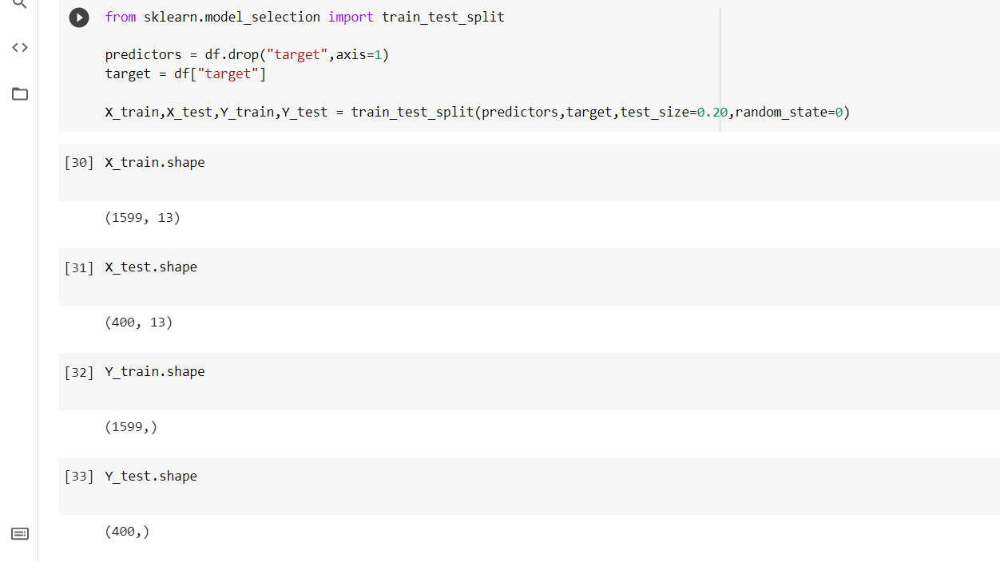 from sklearn.model_selection import train_test_split
predictors = df.drop("target",axis=1)
target = df["target"]
X_train,X_test,Y_train,Y_test = train_test_split(predictors,target,test_size=0.20,random_state=0)
[30] X_train.shape
(1599, 13)
[31] X_test.shape
(400, 13)
[32] Y_train.shape
(1599,)
[33] Y_test.shape
(400,)